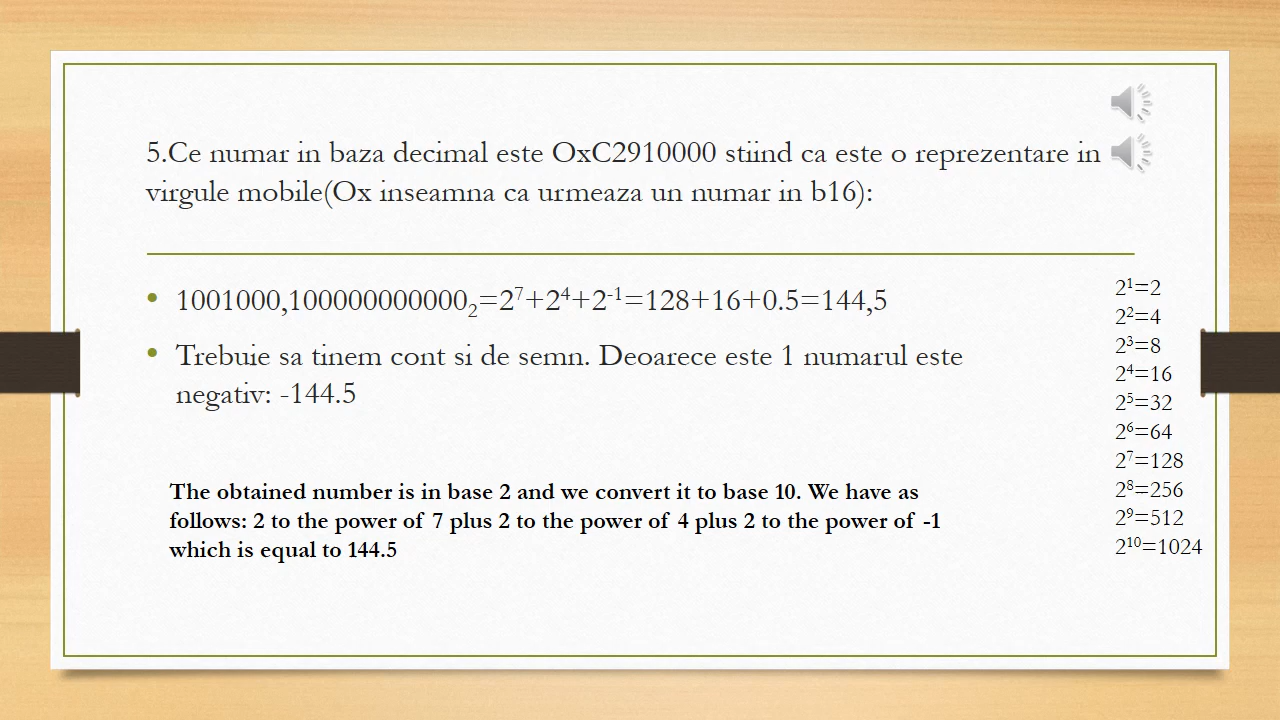 5.Ce numar in baza decimal este OxC2910000 stiind ca este o reprezentare in
virgule mobile(Ox inseamna ca urmeaza un numar in b16):
• 1001000,100000000000₂=2⁷+2⁴+2⁻¹=128+16+0.5=144,5
• Trebuie sa tinem cont si de semn. Deoarece este 1 numarul este
negativ: -144.5
The obtained number is in base 2 and we convert it to base 10. We have as
follows: 2 to the power of 7 plus 2 to the power of 4 plus 2 to the power of -1
which is equal to 144.5
2¹=2
2²=4
2³=8
2⁴=16
2⁵=32
2⁶=64
2⁷=128
2⁸=256
2⁹=512
2¹⁰=1024